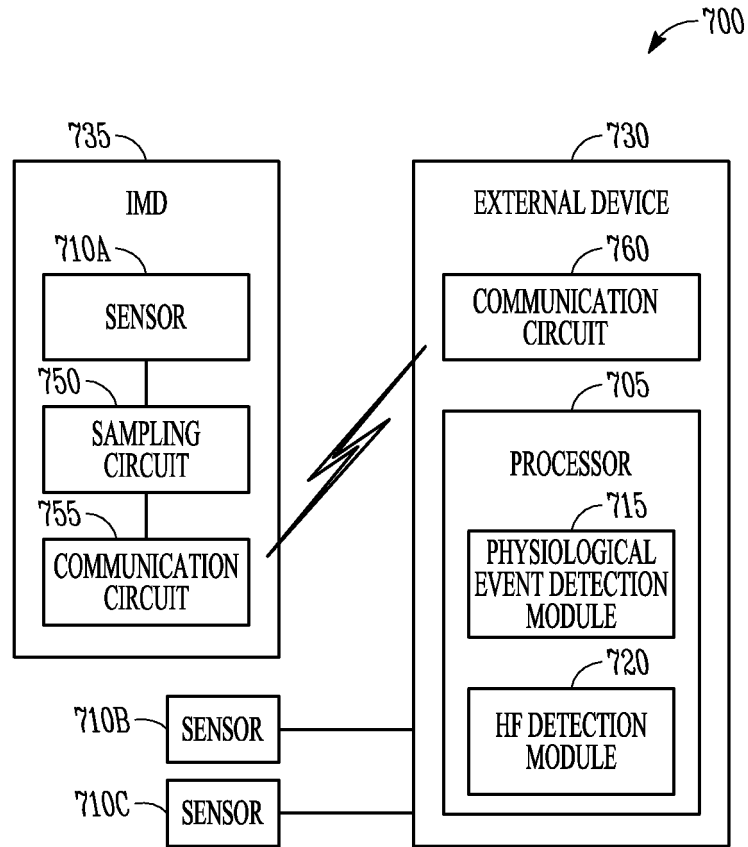 700
735
IMD
710A
SENSOR
750
SAMPLING
CIRCUIT
755
COMMUNICATION
CIRCUIT
730
EXTERNAL DEVICE
760
COMMUNICATION
CIRCUIT
705
PROCESSOR
715
PHYSIOLOGICAL
EVENT DETECTION
MODULE
720
HF DETECTION
MODULE
710B
SENSOR
710C
SENSOR